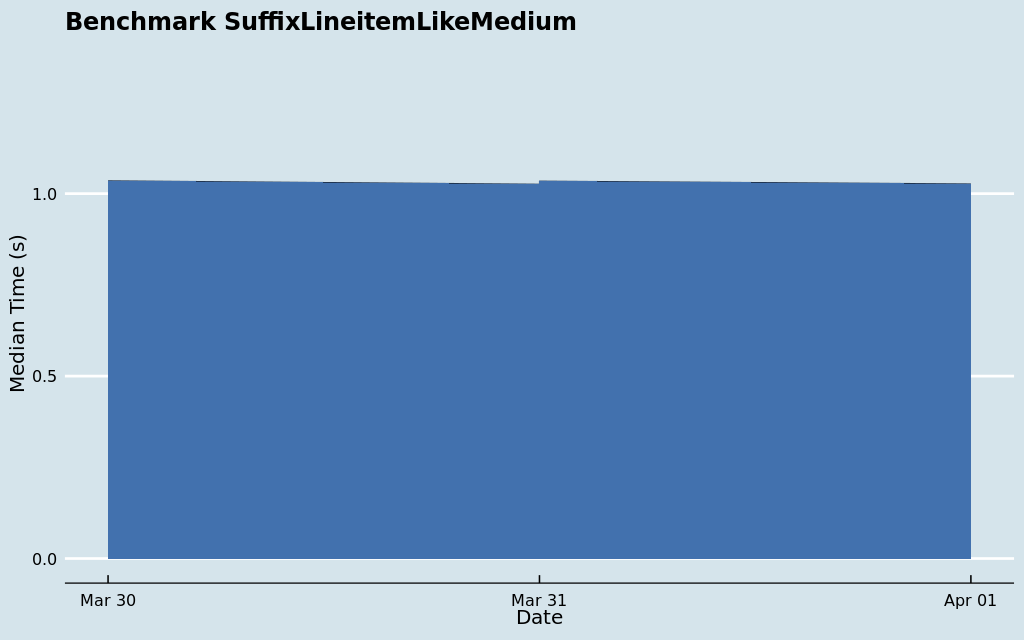 Benchmark SuffixLineitemLikeMedium
Median Time (s)
1.0
0.5
0.0
Mar 30
Mar 31
Apr 01
Date